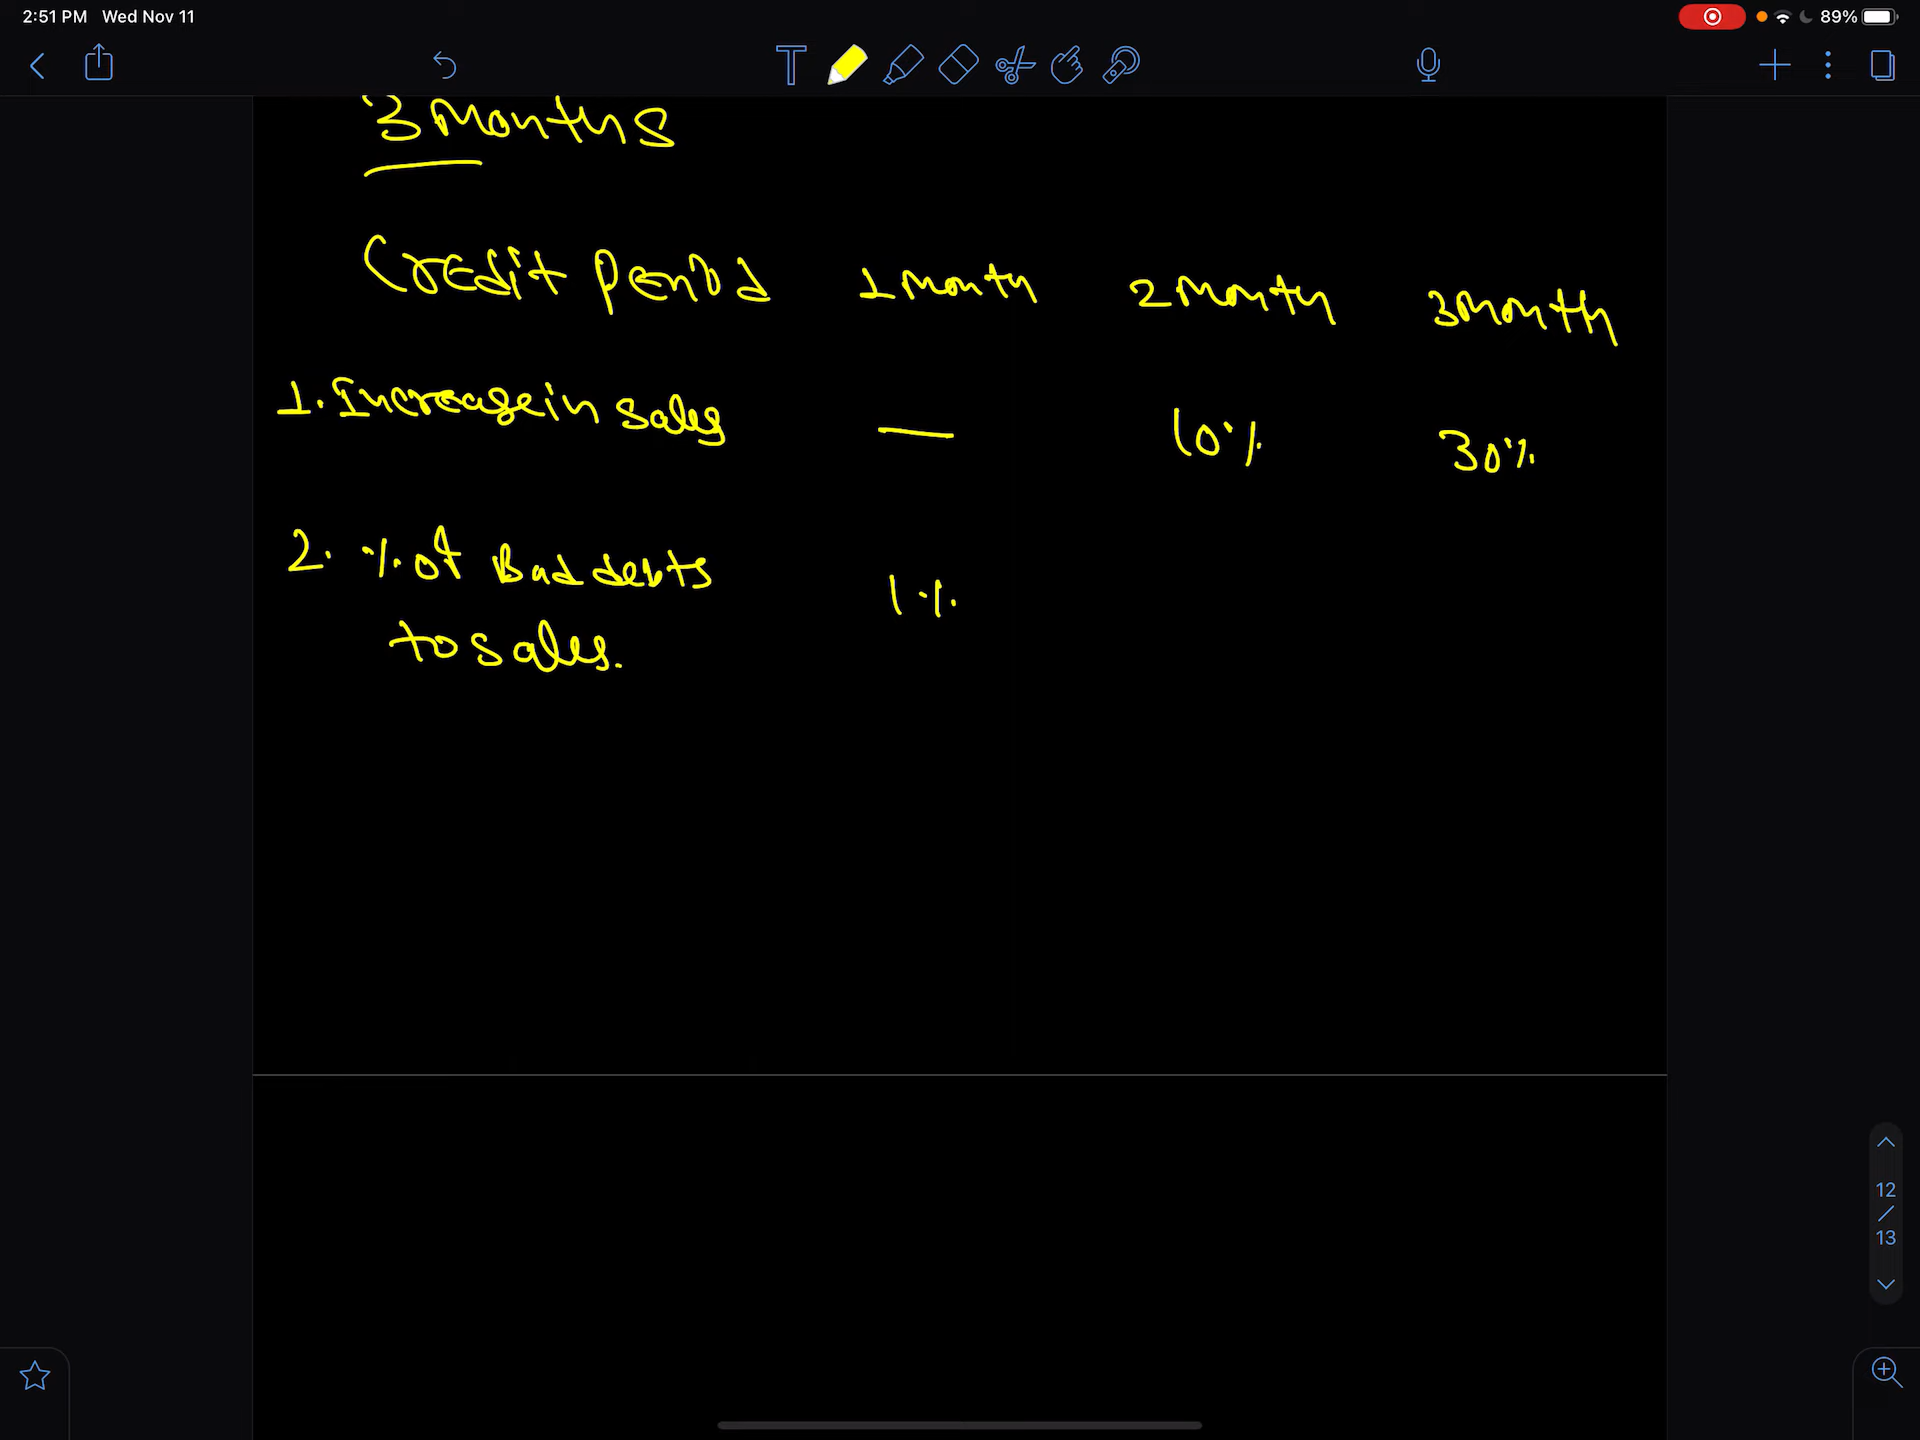 2:51 PM Wed Nov 11
89%
T
3 Months
Credit Period 1 Month 2 Month 3 Month
1. Increase in sales — 10% 30%
2. % of Bad debts 1%
to sales.
12
/
13